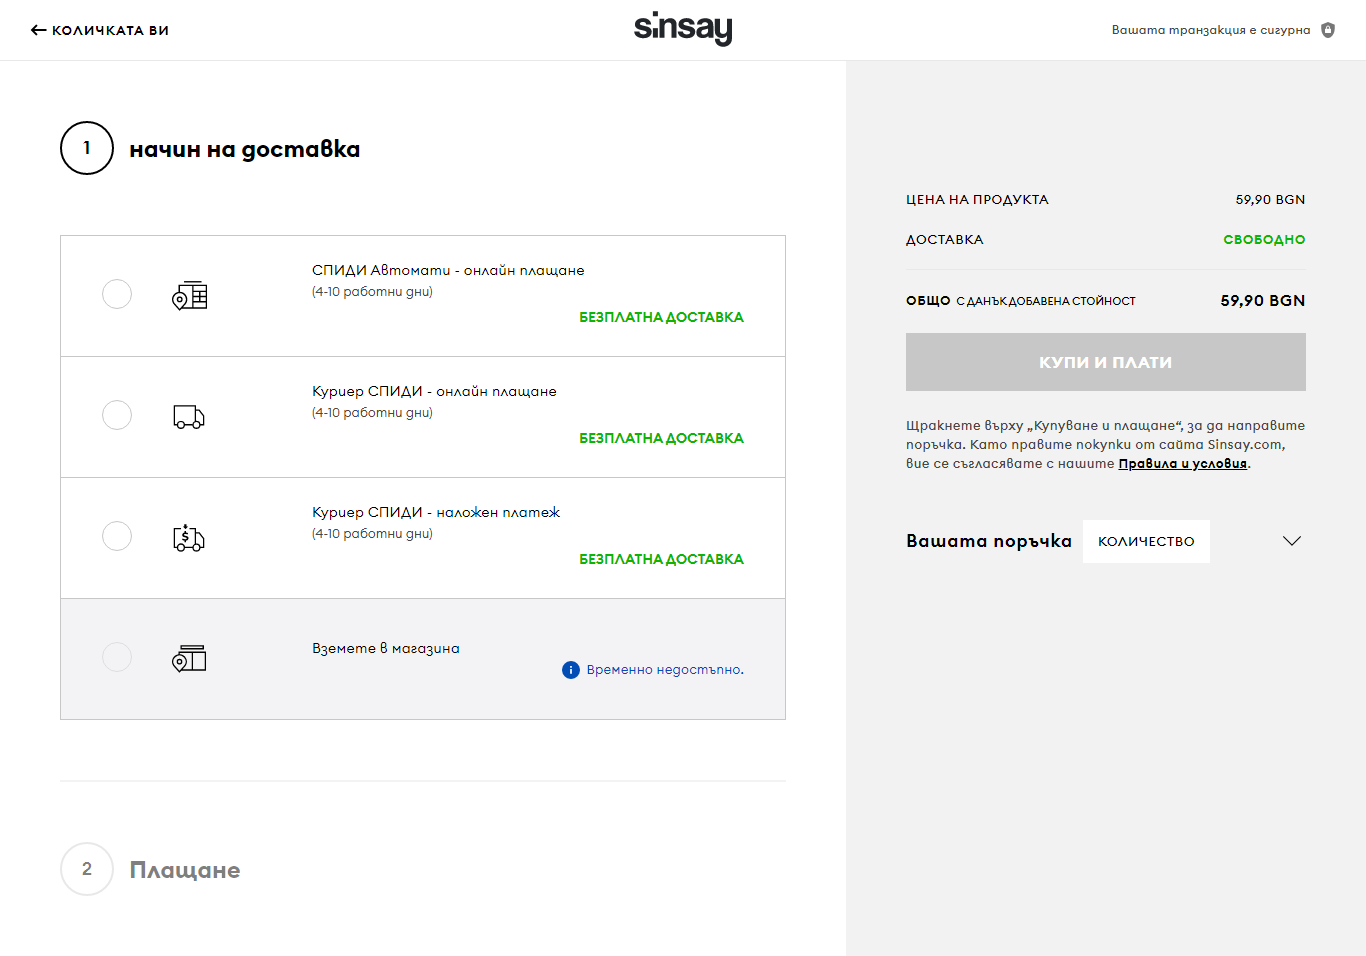 КОЛИЧКАТА ВИ
sinsay
Вашата транзакция е сигурна
1
начин на доставка
СПИДИ Автомати - онлайн плащане
(4-10 работни дни)
БЕЗПЛАТНА ДОСТАВКА
Куриер СПИДИ - онлайн плащане
(4-10 работни дни)
БЕЗПЛАТНА ДОСТАВКА
Куриер СПИДИ - наложен платеж
(4-10 работни дни)
БЕЗПЛАТНА ДОСТАВКА
Вземете в магазина
Временно недостъпно.
2
Плащане
ЦЕНА НА ПРОДУКТА 59,90 BGN
ДОСТАВКА СВОБОДНО
ОБЩО С ДАНЪК ДОБАВЕНА СТОЙНОСТ 59,90 BGN
КУПИ И ПЛАТИ
Щракнете върху „Купуване и плащане“, за да направите
поръчка. Като правите покупки от сайта Sinsay.com,
вие се съгласявате с нашите Правила и условия.
Вашата поръчка КОЛИЧЕСТВО